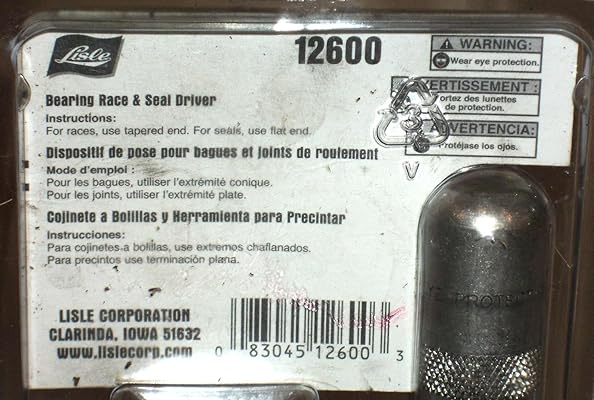 Lisle
12600
WARNING:
Wear eye protection.
VERTISSEMENT :
ortez des lunettes
de protection.
ADVERTENCIA:
Protéjase los ojos.
3
V
Bearing Race & Seal Driver
Instructions:
For races, use tapered end. For seals, use flat end.
Dispositif de pose pour bagues et joints de roulement
Mode d'emploi :
Pour les bagues, utiliser l'extrémité conique.
Pour les joints, utiliser l'extrémité plate.
Cojinete a Bolillas y Herramienta para Precintar
Instrucciones:
Para cojinetes a bolillas, use extremos chaflanados.
Para precintos use terminación plana.
LISLE CORPORATION
CLARINDA, IOWA 51632
www.lislecorp.com
0 83045 12600 3